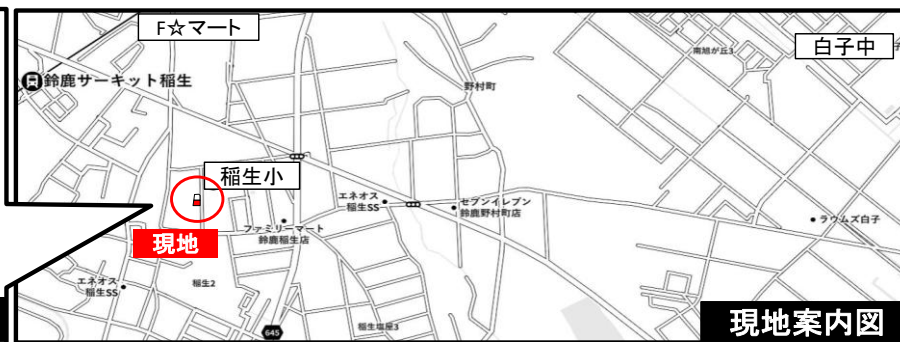 F☆マート
白子中
南旭が丘3
鈴鹿サーキット稲生
野村町
稲生小
エネオス
稲生SS
セブンイレブン
鈴鹿野村町店
ラウムズ白子
ファミリーマート
鈴鹿稲生店
現地
エネオス
稲生SS
稲生2
稲生塩屋3
645
現地案内図